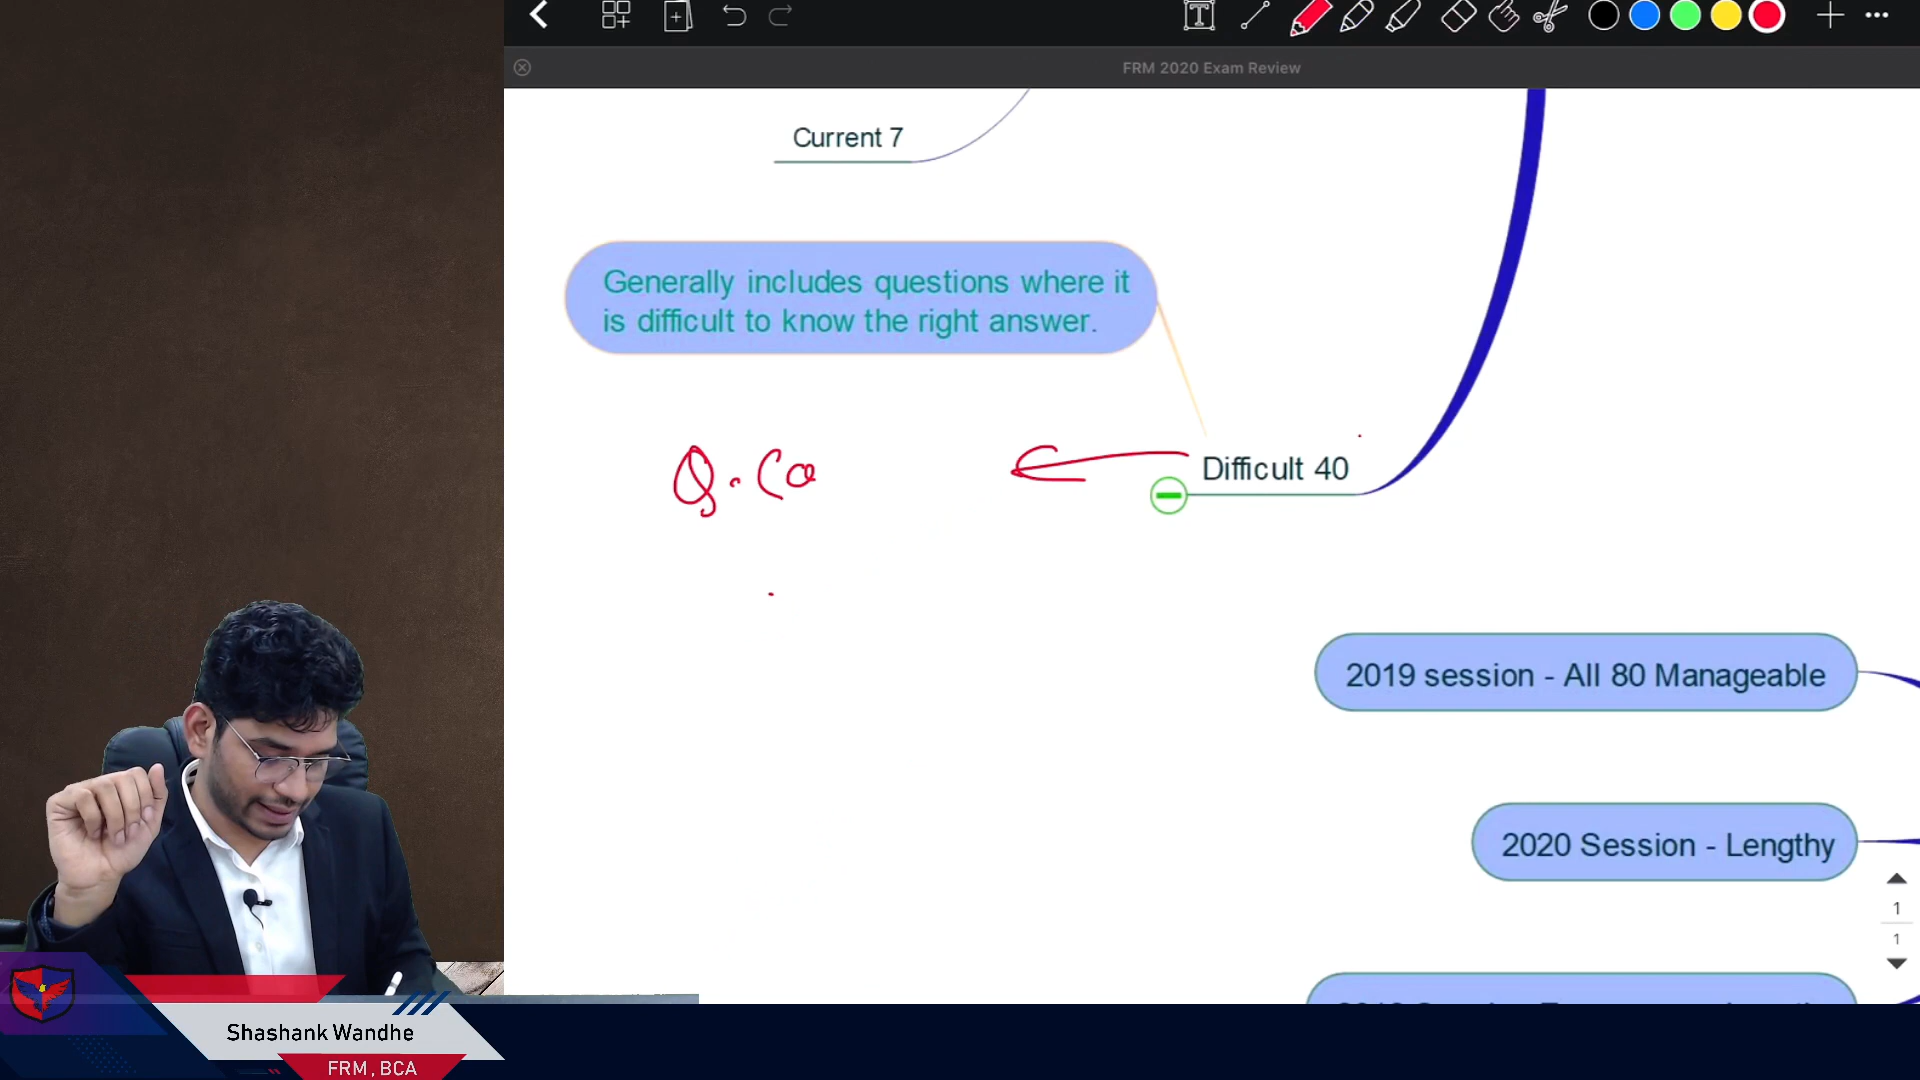 FRM 2020 Exam Review
Current 7
Generally includes questions where it
is difficult to know the right answer.
Q. Ca
Difficult 40
2019 session - All 80 Manageable
2020 Session - Lengthy
1
1
Shashank Wandhe
FRM, BCA